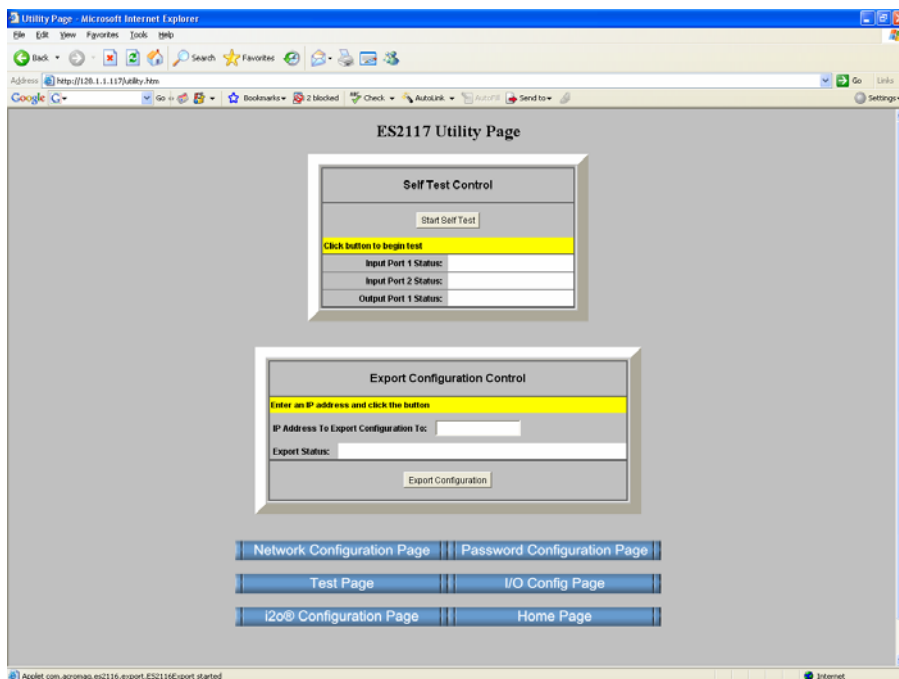 Utility Page - Microsoft Internet Explorer
File Edit View Favorites Tools Help
Back Search Favorites
Address http://128.1.1.117/utility.htm Go Links
Google G Go Bookmarks 2 blocked Check AutoLink AutoFill Send to Settings
ES2117 Utility Page
Self Test Control
Start Self Test
Click button to begin test
Input Port 1 Status:
Input Port 2 Status:
Output Port 1 Status:
Export Configuration Control
Enter an IP address and click the button
IP Address To Export Configuration To:
Export Status:
Export Configuration
Network Configuration Page Password Configuration Page
Test Page I/O Config Page
i2o® Configuration Page Home Page
Applet com.acromag.es2116.export.ES2116Export started Internet